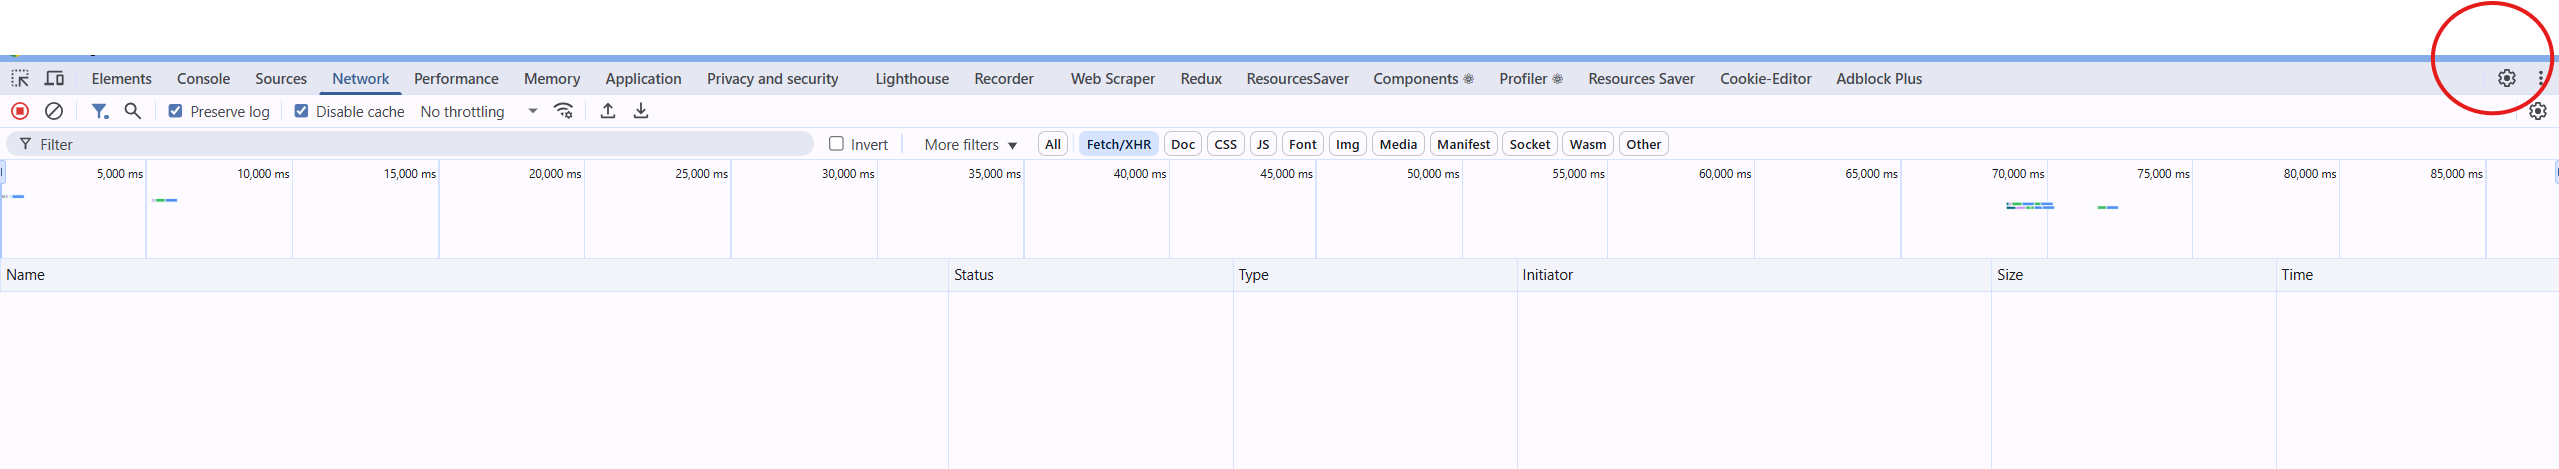 Elements Console Sources Network Performance Memory Application Privacy and security Lighthouse Recorder Web Scraper Redux ResourcesSaver Components Profiler Resources Saver Cookie-Editor Adblock Plus
Preserve log Disable cache No throttling
Filter Invert More filters All Fetch/XHR Doc CSS JS Font Img Media Manifest Socket Wasm Other
5,000 ms 10,000 ms 15,000 ms 20,000 ms 25,000 ms 30,000 ms 35,000 ms 40,000 ms 45,000 ms 50,000 ms 55,000 ms 60,000 ms 65,000 ms 70,000 ms 75,000 ms 80,000 ms 85,000 ms
Name Status Type Initiator Size Time